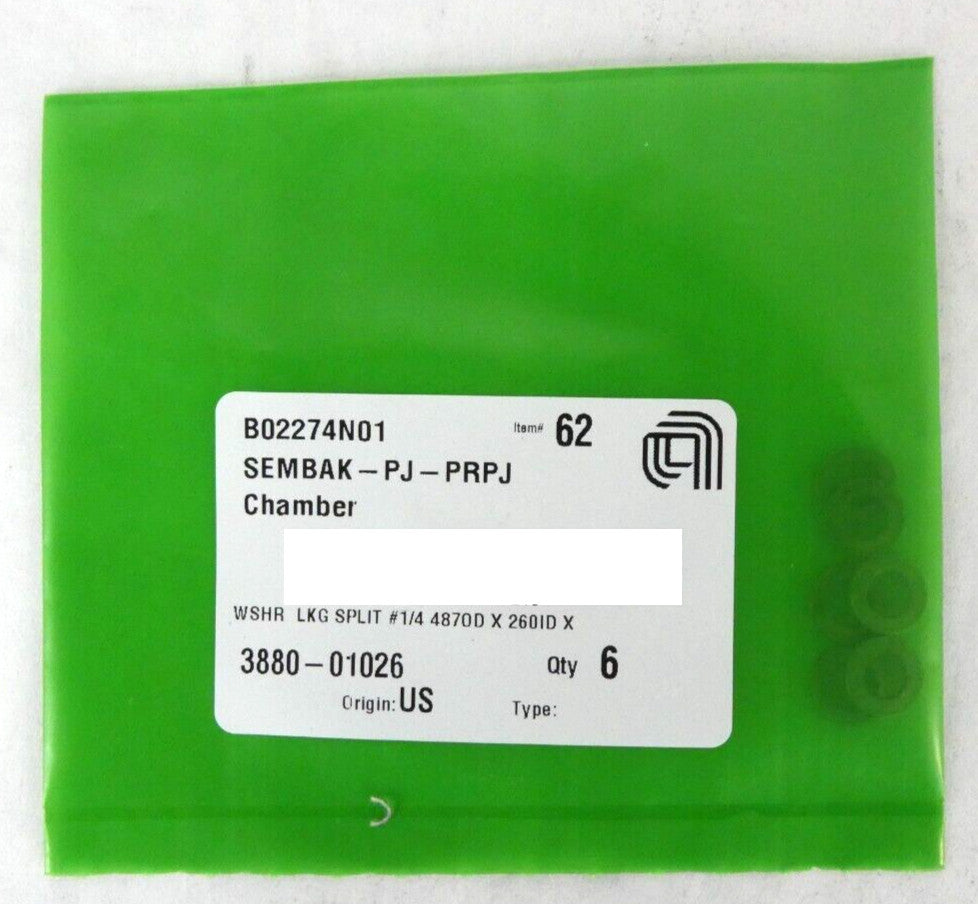 B02274N01
Item# 62
SEMBAK-PJ-PRPJ
Chamber
WSHR LKG SPLIT #1/4 487OD X 260ID X
3880-01026
Qty 6
Origin: US
Type: